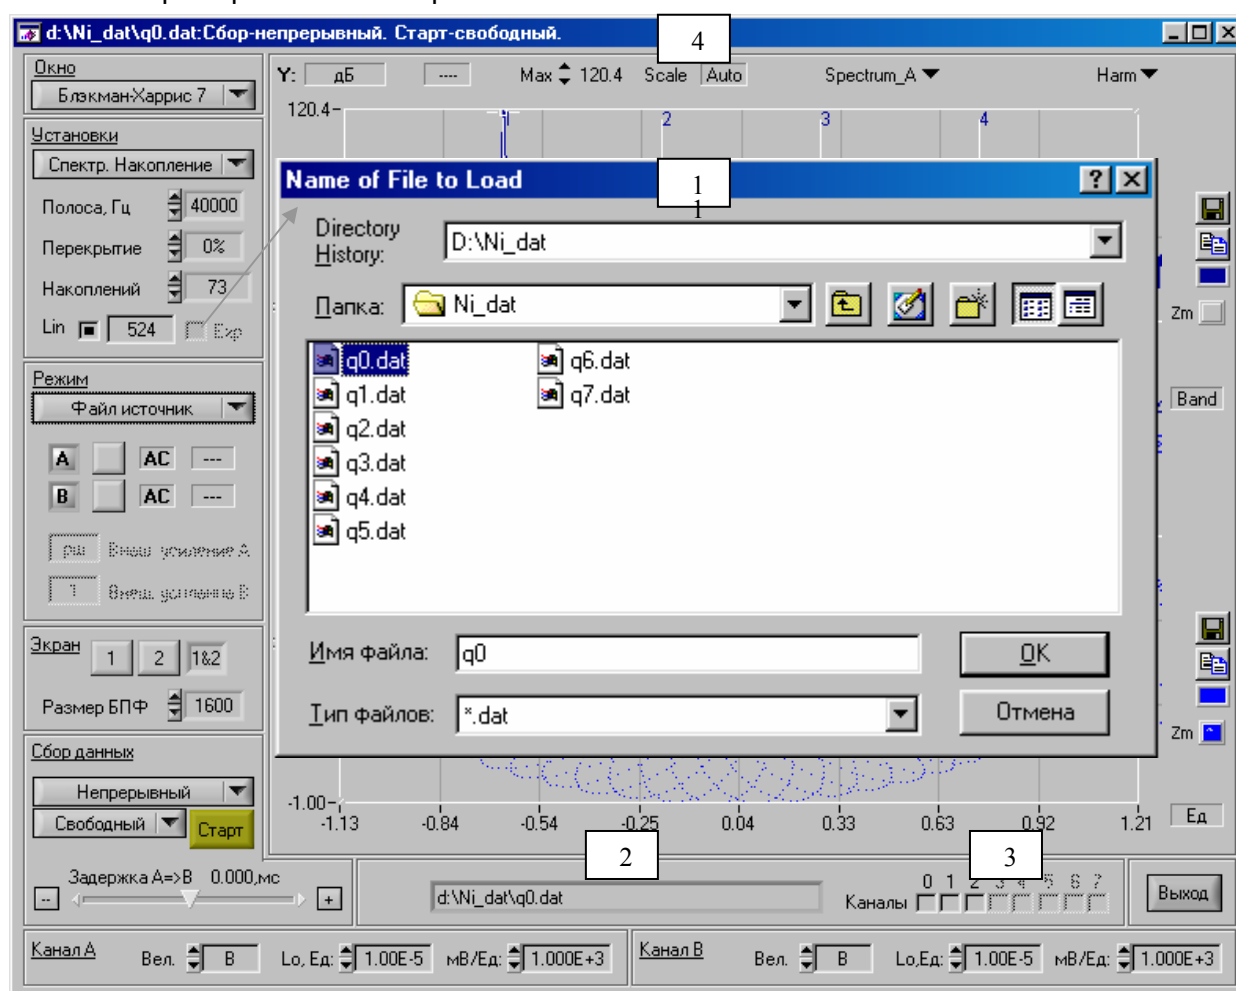 d:\Ni_dat\q0.dat:Сбор-непрерывный. Старт-свободный.
4
Окно
Блэкман-Харрис 7
Y: дБ ---- Max 120.4 Scale Auto Spectrum_A Harm
120.4
1 2 3 4
Установки
Спектр. Накопление
Полоса, Гц 40000
Перекрытие 0%
Накоплений 73
Lin 524 Exp
Name of File to Load
1
1
Directory
History:
D:\Ni_dat
Папка: Ni_dat
q0.dat
q1.dat
q2.dat
q3.dat
q4.dat
q5.dat
q6.dat
q7.dat
Имя файла: q0
OK
Тип файлов: *.dat
Отмена
Zm
Band
Zm
Режим
Файл источник
A AC ---
B AC ---
Внеш усиление А
1 Внеш. усиление В
Экран
1 2 1&2
Размер БПФ 1600
Сбор данных
Непрерывный
Свободный Старт
-1.00
-1.13 -0.84 -0.54 -0.25 0.04 0.33 0.63 0.92 1.21 Ед
2
3
Задержка А=>В 0.000,мс
-- +
d:\Ni_dat\q0.dat
0 1 2 3 4 5 6 7
Каналы
Выход
Канал А Вел. В Lo, Ед: 1.00E-5 мВ/Ед: 1.000E+3
Канал В Вел. В Lo,Ед: 1.00E-5 мВ/Ед: 1.000E+3